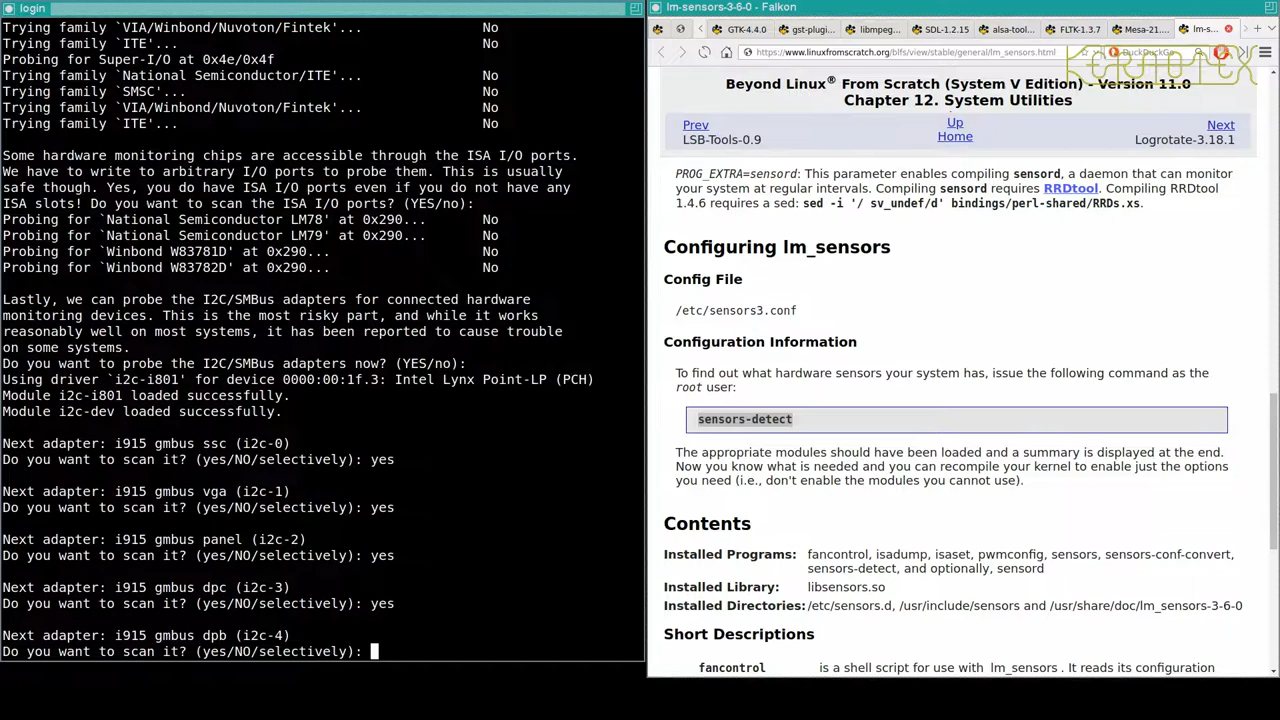 login
Trying family `VIA/Winbond/Nuvoton/Fintek'... No
Trying family `ITE'... No
Probing for Super-I/O at 0x4e/0x4f
Trying family `National Semiconductor/ITE'... Yes
Trying family `SMSC'... No
Trying family `VIA/Winbond/Nuvoton/Fintek'... No
Trying family `ITE'... No
Some hardware monitoring chips are accessible through the ISA I/O ports.
We have to write to arbitrary I/O ports to probe them. This is usually
safe though. Yes, you do have ISA I/O ports even if you do not have any
ISA slots! Do you want to scan the ISA I/O ports? (YES/no):
Probing for `National Semiconductor LM78' at 0x290... No
Probing for `National Semiconductor LM79' at 0x290... No
Probing for `Winbond W83781D' at 0x290... No
Probing for `Winbond W83782D' at 0x290... No
Lastly, we can probe the I2C/SMBus adapters for connected hardware
monitoring devices. This is the most risky part, and while it works
reasonably well on most systems, it has been reported to cause trouble
on some systems.
Do you want to probe the I2C/SMBus adapters now? (YES/no):
Using driver `i2c-i801' for device 0000:00:1f.3: Intel Lynx Point-LP (PCH)
Module i2c-i801 loaded successfully.
Module i2c-dev loaded successfully.
Next adapter: i915 gmbus ssc (i2c-0)
Do you want to scan it? (yes/NO/selectively): yes
Next adapter: i915 gmbus vga (i2c-1)
Do you want to scan it? (yes/NO/selectively): yes
Next adapter: i915 gmbus panel (i2c-2)
Do you want to scan it? (yes/NO/selectively): yes
Next adapter: i915 gmbus dpc (i2c-3)
Do you want to scan it? (yes/NO/selectively): yes
Next adapter: i915 gmbus dpb (i2c-4)
Do you want to scan it? (yes/NO/selectively):
lm-sensors-3-6-0 - Falkon
GTK-4.4.0 gst-plugi... libmpeg... SDL-1.2.15 alsa-tool... FLTK-1.3.7 Mesa-21.... lm-s...
https://www.linuxfromscratch.org/blfs/view/stable/general/lm_sensors.html DuckDuckGo
KERAOTEX
Beyond Linux® From Scratch (System V Edition) - Version 11.0
Chapter 12. System Utilities
Prev Up Next
LSB-Tools-0.9 Home Logrotate-3.18.1
PROG_EXTRA=sensord: This parameter enables compiling sensord, a daemon that can monitor
your system at regular intervals. Compiling sensord requires RRDtool. Compiling RRDtool
1.4.6 requires a sed: sed -i '/ sv_undef/d' bindings/perl-shared/RRDs.xs.
Configuring lm_sensors
Config File
/etc/sensors3.conf
Configuration Information
To find out what hardware sensors your system has, issue the following command as the
root user:
sensors-detect
The appropriate modules should have been loaded and a summary is displayed at the end.
Now you know what is needed and you can recompile your kernel to enable just the options
you need (i.e., don't enable the modules you cannot use).
Contents
Installed Programs: fancontrol, isadump, isaset, pwmconfig, sensors, sensors-conf-convert,
sensors-detect, and optionally, sensord
Installed Library: libsensors.so
Installed Directories: /etc/sensors.d, /usr/include/sensors and /usr/share/doc/lm_sensors-3-6-0
Short Descriptions
fancontrol is a shell script for use with lm_sensors. It reads its configuration